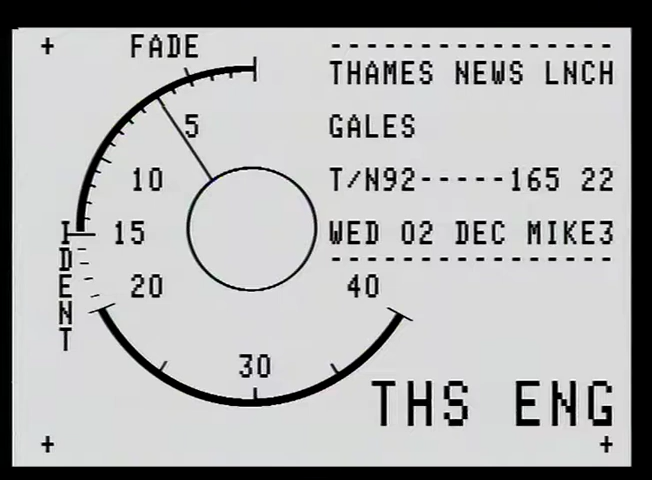 FADE
THAMES NEWS LNCH
GALES
T/N92-----165 22
WED 02 DEC MIKE3
5
10
15
20
30
40
IDENT
THS ENG